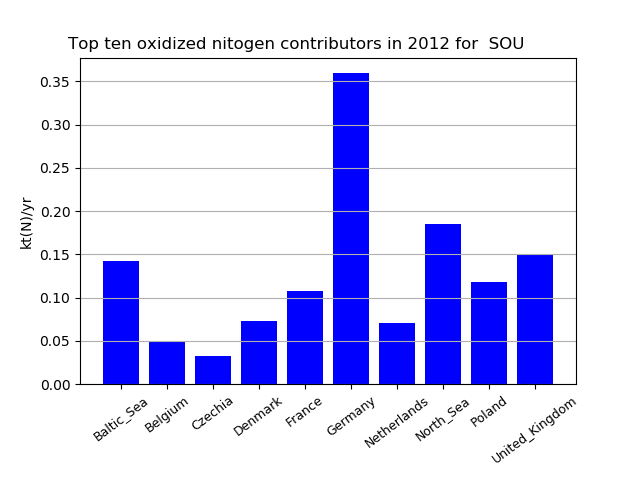 Top ten oxidized nitogen contributors in 2012 for  SOU
kt(N)/yr
0.35
0.30
0.25
0.20
0.15
0.10
0.05
0.00
Baltic_Sea
Belgium
Czechia
Denmark
France
Germany
Netherlands
North_Sea
Poland
United_Kingdom